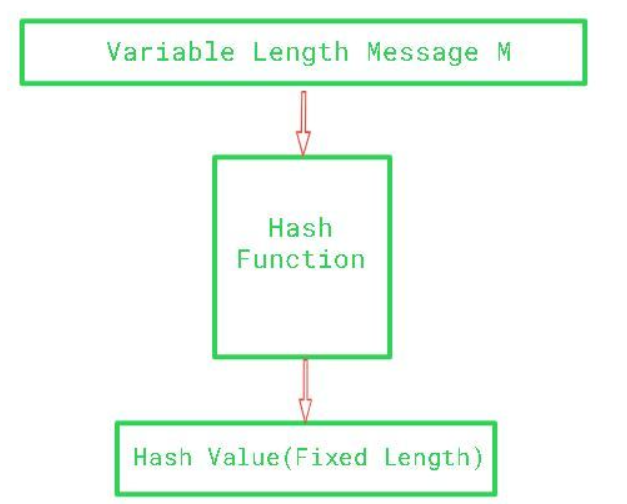 Variable Length Message M
Hash
Function
Hash Value(Fixed Length)